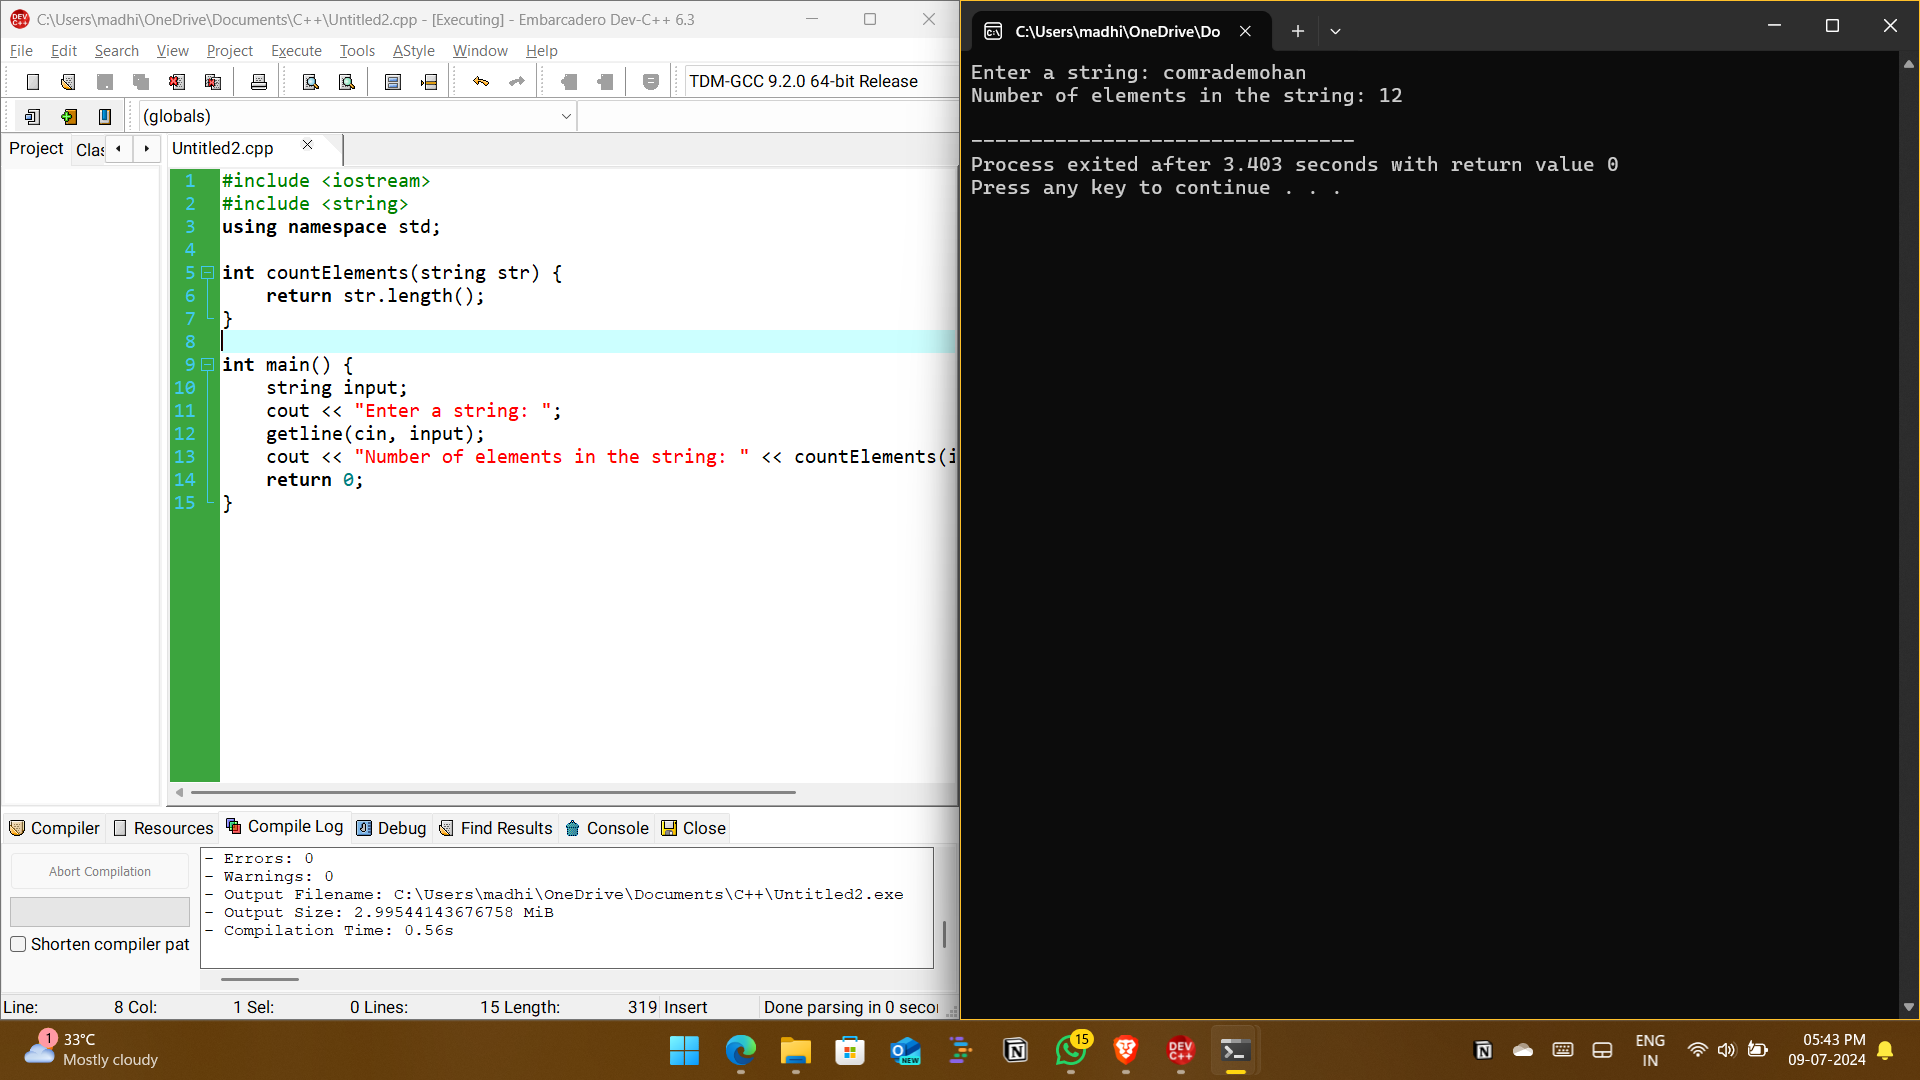 C:\Users\madhi\OneDrive\Documents\C++\Untitled2.cpp - [Executing] - Embarcadero Dev-C++ 6.3
File Edit Search View Project Execute Tools AStyle Window Help
TDM-GCC 9.2.0 64-bit Release
(globals)
Project Clas
Untitled2.cpp
1 #include <iostream>
2 #include <string>
3 using namespace std;
4
5 int countElements(string str) {
6 return str.length();
7 }
8
9 int main() {
10 string input;
11 cout << "Enter a string: ";
12 getline(cin, input);
13 cout << "Number of elements in the string: " << countElements(i
14 return 0;
15 }
Compiler Resources Compile Log Debug Find Results Console Close
Abort Compilation
Shorten compiler pat
- Errors: 0
- Warnings: 0
- Output Filename: C:\Users\madhi\OneDrive\Documents\C++\Untitled2.exe
- Output Size: 2.99544143676758 MiB
- Compilation Time: 0.56s
Line: 8 Col: 1 Sel: 0 Lines: 15 Length: 319 Insert Done parsing in 0 seco
C:\Users\madhi\OneDrive\Do
Enter a string: comrademohan
Number of elements in the string: 12
--------------------------------
Process exited after 3.403 seconds with return value 0
Press any key to continue . . .
1
33°C
Mostly cloudy
NEW
15
DEV
C++
ENG
IN
05:43 PM
09-07-2024